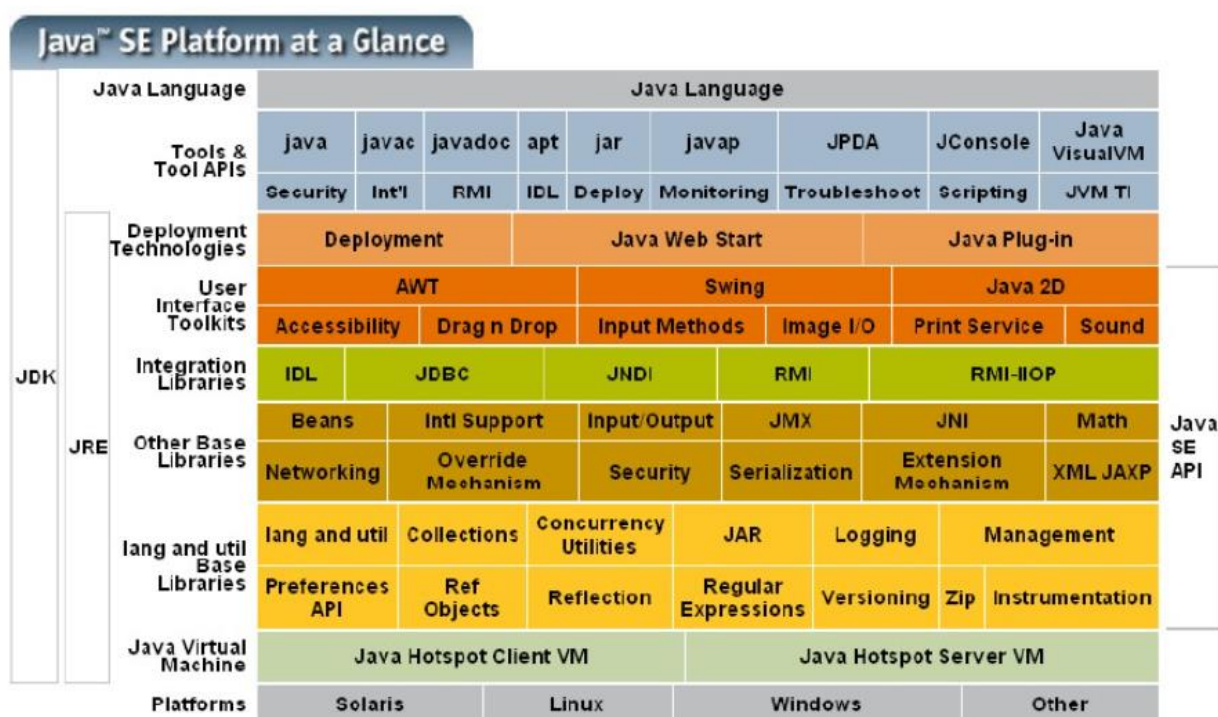 Java™ SE Platform at a Glance
Java Language
Java Language
Tools &
Tool APIs
java javac javadoc apt jar javap JPDA JConsole Java VisualVM
Security Int'l RMI IDL Deploy Monitoring Troubleshoot Scripting JVM TI
Deployment
Technologies
Deployment Java Web Start Java Plug-in
User
Interface
Toolkits
AWT Swing Java 2D
Accessibility Drag n Drop Input Methods Image I/O Print Service Sound
Integration
Libraries
IDL JDBC JNDI RMI RMI-IIOP
JDK
JRE
Other Base
Libraries
Beans Intl Support Input/Output JMX JNI Math
Networking Override Mechanism Security Serialization Extension Mechanism XML JAXP
Java
SE
API
lang and util
Base
Libraries
lang and util Collections Concurrency Utilities JAR Logging Management
Preferences API Ref Objects Reflection Regular Expressions Versioning Zip Instrumentation
Java Virtual
Machine
Java Hotspot Client VM Java Hotspot Server VM
Platforms
Solaris Linux Windows Other